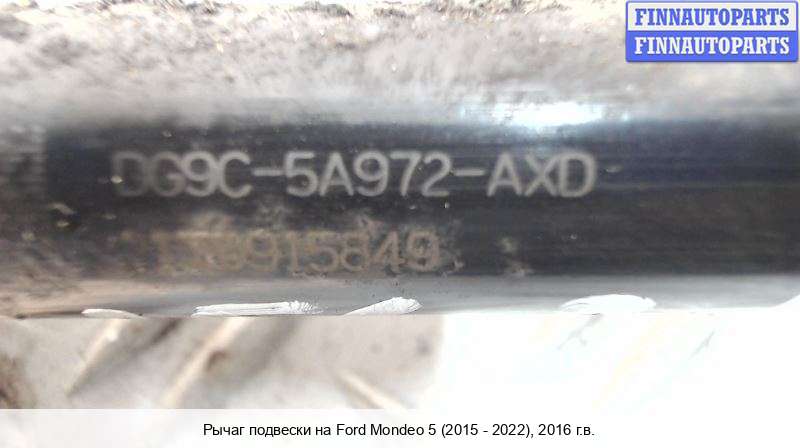 FINNAUTOPARTS
FINNAUTOPARTS
DG9C-5A972-AXD
Рычаг подвески на Ford Mondeo 5 (2015 - 2022), 2016 г.в.